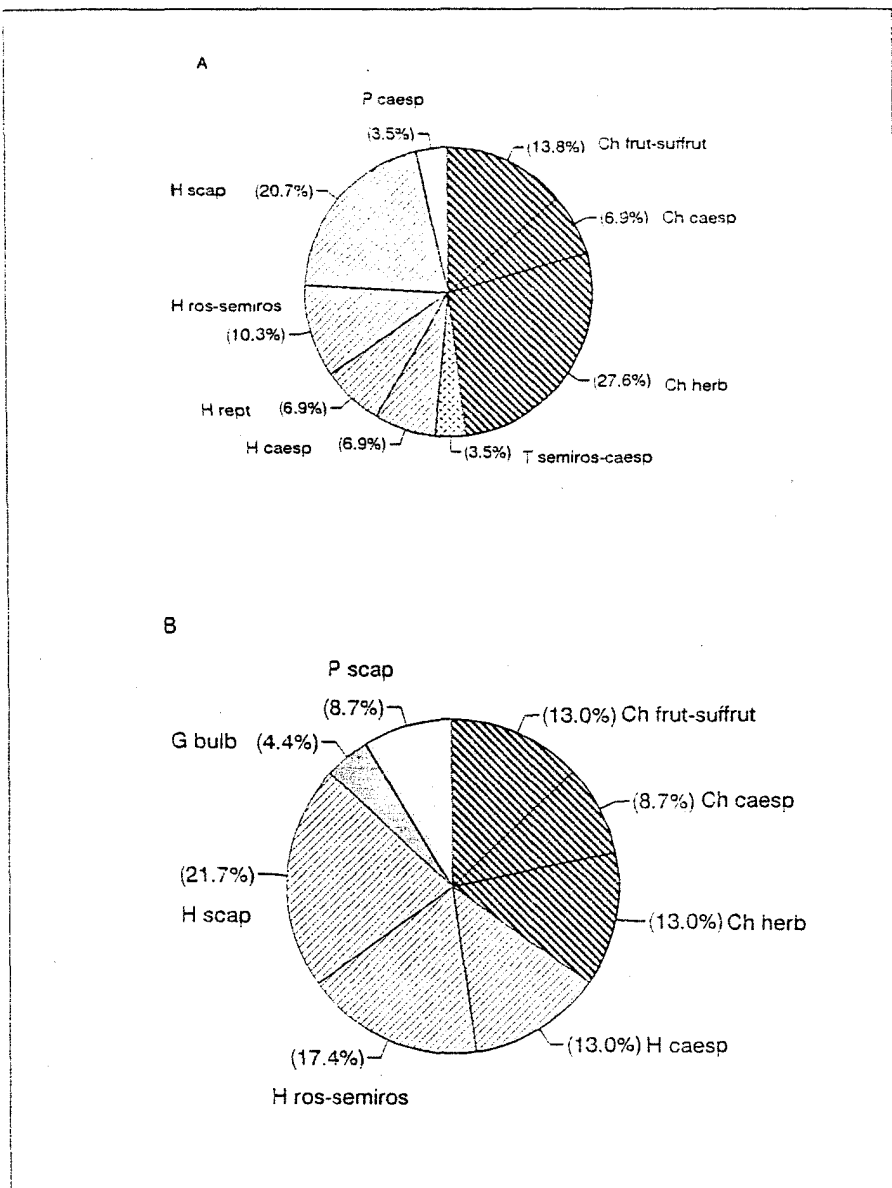 A
P caesp
(3.5%)
(13.8%) Ch frut-suffrut
H scap (20.7%)
(6.9%) Ch caesp
H ros-semiros
(10.3%)
(27.6%) Ch herb
H rept (6.9%)
H caesp (6.9%)
(3.5%) T semiros-caesp
B
P scap
(8.7%)
(13.0%) Ch frut-suffrut
G bulb (4.4%)
(8.7%) Ch caesp
(21.7%)
H scap
(13.0%) Ch herb
(13.0%) H caesp
(17.4%)
H ros-semiros